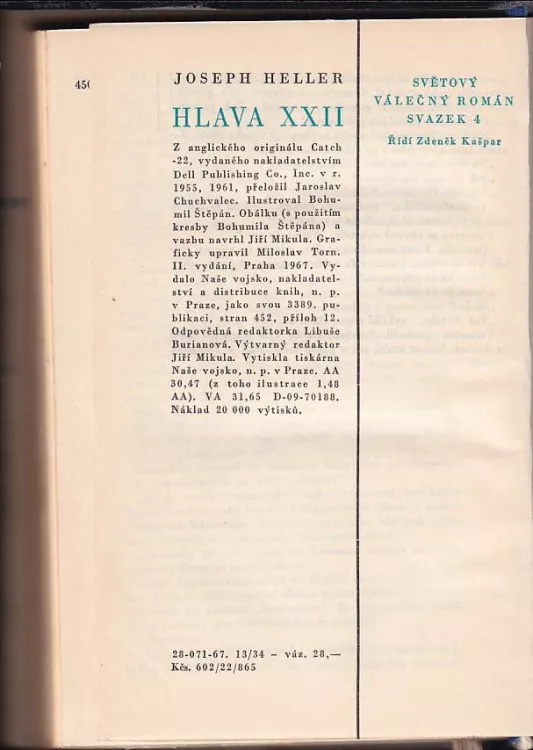 45
JOSEPH HELLER
HLAVA XXII
Z anglického originálu Catch
-22, vydaného nakladatelstvím
Dell Publishing Co., Inc. v r.
1955, 1961, přeložil Jaroslav
Chuchvalec. Ilustroval Bohu-
mil Štěpán. Obálku (s použitím
kresby Bohumila Štěpána) a
vazbu navrhl Jiří Mikula. Gra-
ficky upravil Miloslav Torn.
II. vydání, Praha 1967. Vy-
dalo Naše vojsko, nakladatel-
ství a distribuce knih, n. p.
v Praze, jako svou 3389. pu-
blikaci, stran 452, příloh 12.
Odpovědná redaktorka Libuše
Burianová. Výtvarný redaktor
Jiří Mikula. Vytiskla tiskárna
Naše vojsko, n. p. v Praze. AA
30,47 (z toho ilustrace 1,48
AA). VA 31,65 D-09-70188.
Náklad 20 000 výtisků.
28-071-67. 13/34 – váz. 28,—
Kčs. 602/22/865
SVĚTOVÝ
VÁLEČNÝ ROMÁN
SVAZEK 4
Řídí Zdeněk Kašpar